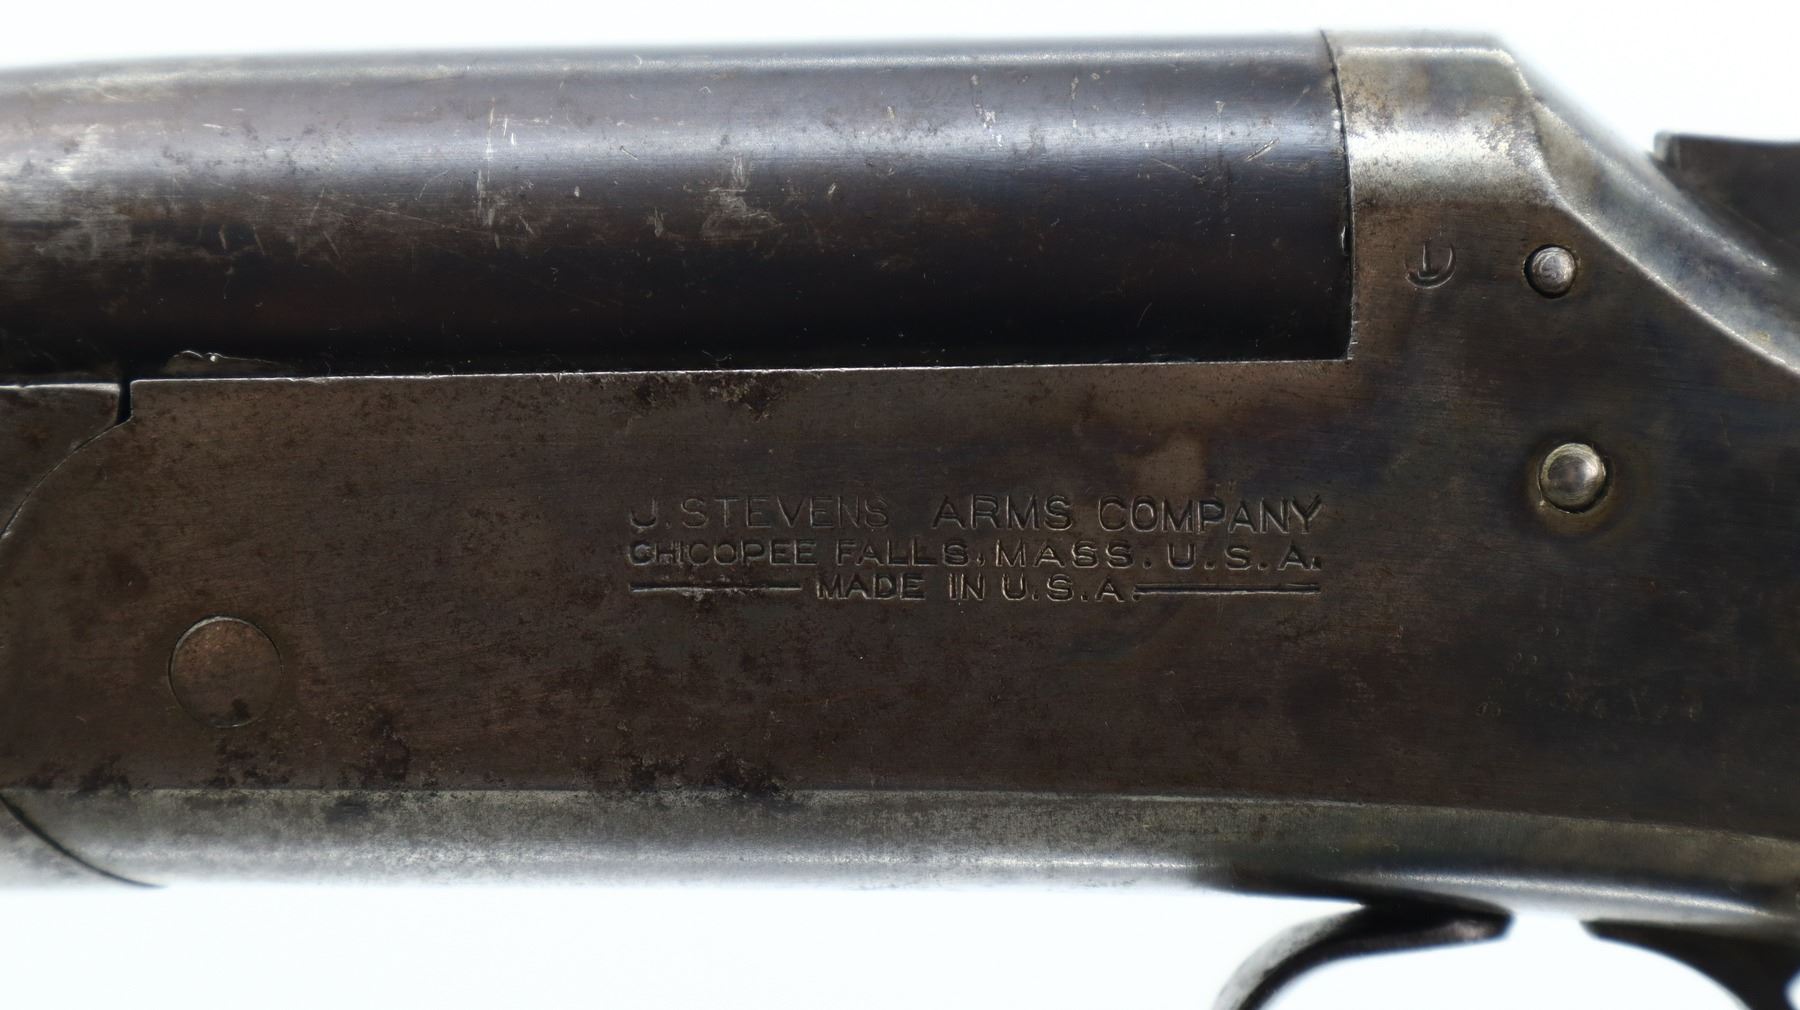 J. STEVENS ARMS COMPANY
CHICOPEE FALLS, MASS. U.S.A.
MADE IN U.S.A.